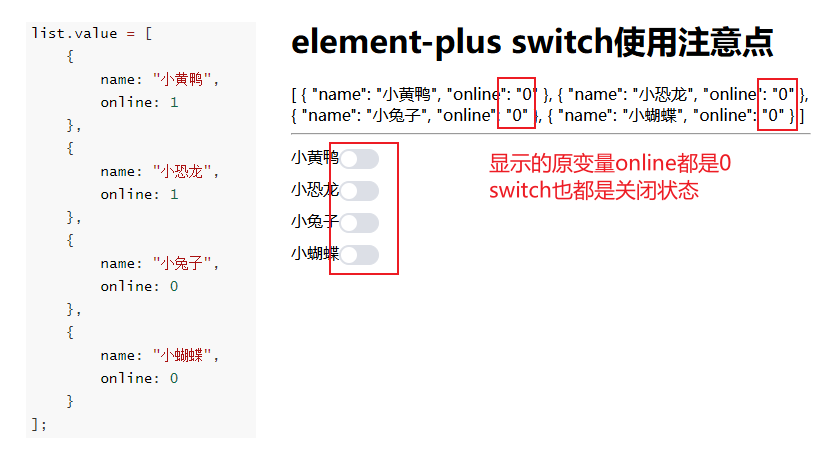 list.value = [
{
name: "小黄鸭",
online: 1
},
{
name: "小恐龙",
online: 1
},
{
name: "小兔子",
online: 0
},
{
name: "小蝴蝶",
online: 0
}
];
element-plus switch使用注意点
[ { "name": "小黄鸭", "online": "0" }, { "name": "小恐龙", "online": "0" },
{ "name": "小兔子", "online": "0" }, { "name": "小蝴蝶", "online": "0" } ]
小黄鸭
小恐龙
小兔子
小蝴蝶
显示的原变量online都是0
switch也都是关闭状态